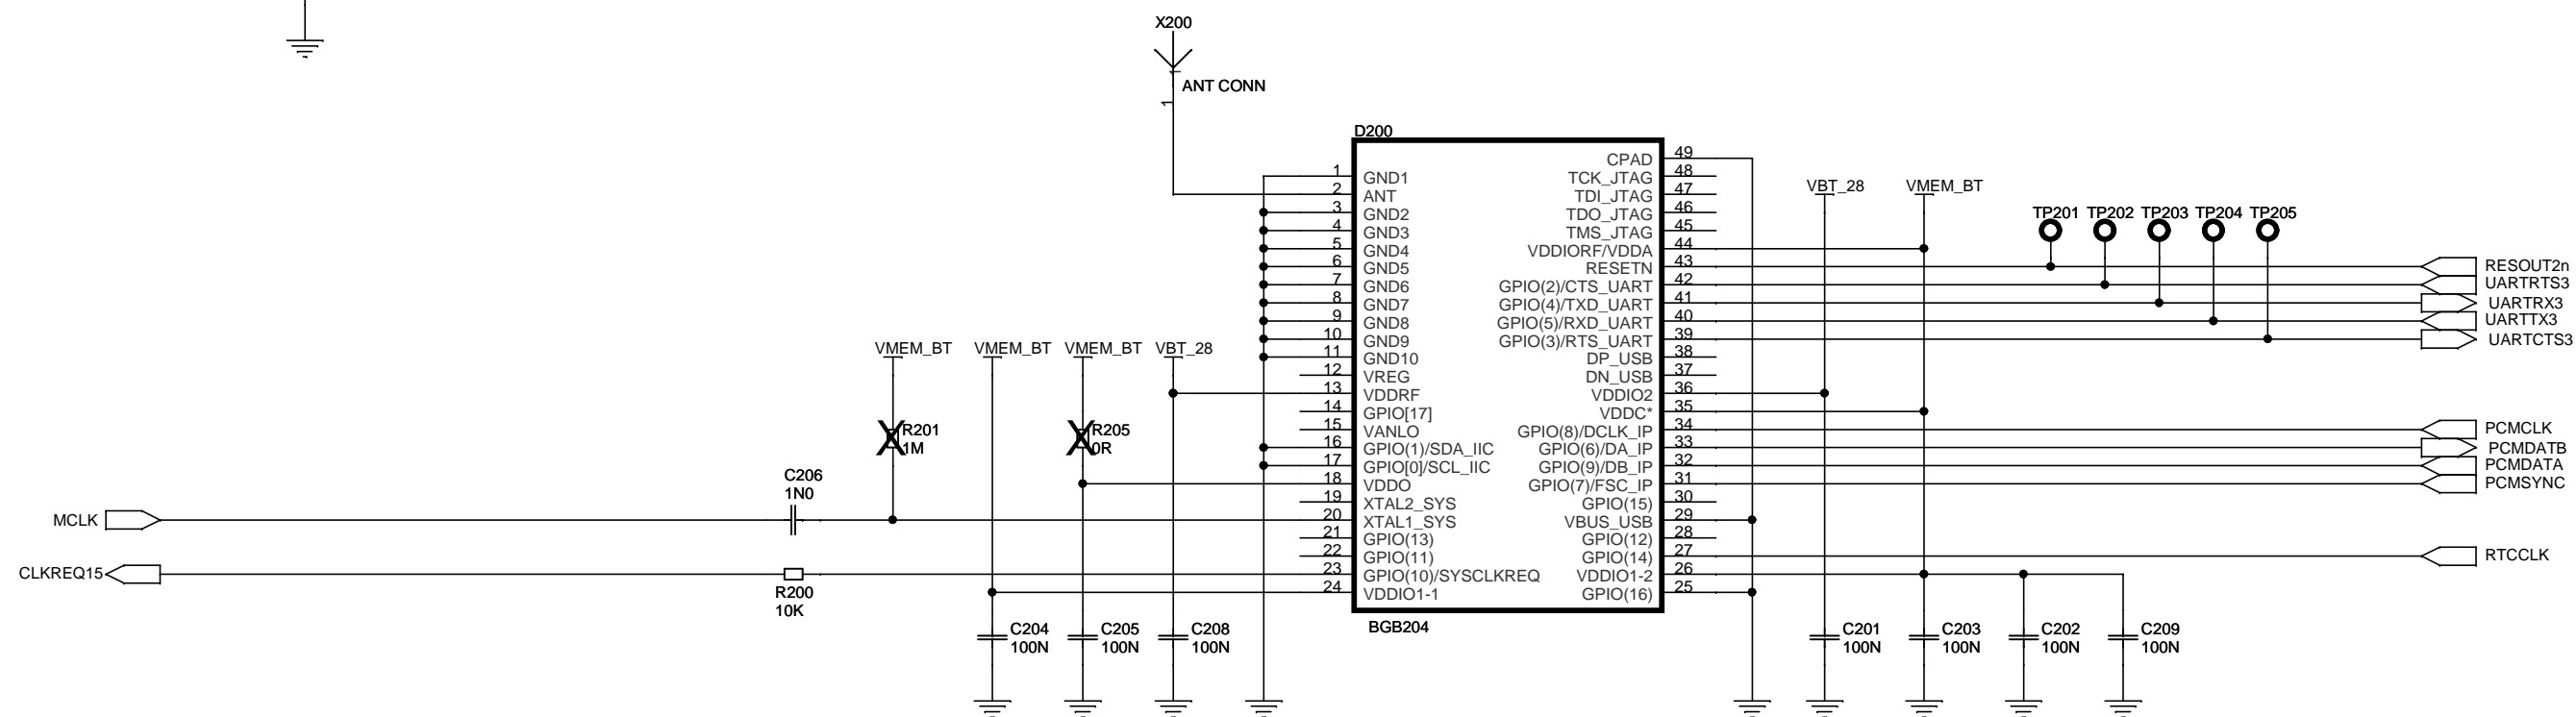 X200
1
ANT CONN
1
D200
CPAD 49
1 GND1 TCK_JTAG 48
2 ANT TDI_JTAG 47
3 GND2 TDO_JTAG 46
4 GND3 TMS_JTAG 45
5 GND4 VDDIORF/VDDA 44
6 GND5 RESETN 43
7 GND6 GPIO(2)/CTS_UART 42
8 GND7 GPIO(4)/TXD_UART 41
9 GND8 GPIO(5)/RXD_UART 40
10 GND9 GPIO(3)/RTS_UART 39
11 GND10 DP_USB 38
12 VREG DN_USB 37
13 VDDRF VDDIO2 36
14 GPIO[17] VDDC* 35
15 VANLO GPIO(8)/DCLK_IP 34
16 GPIO(1)/SDA_IIC GPIO(6)/DA_IP 33
17 GPIO[0]/SCL_IIC GPIO(9)/DB_IP 32
18 VDDO GPIO(7)/FSC_IP 31
19 XTAL2_SYS GPIO(15) 30
20 XTAL1_SYS VBUS_USB 29
21 GPIO(13) GPIO(12) 28
22 GPIO(11) GPIO(14) 27
23 GPIO(10)/SYSCLKREQ VDDIO1-2 26
24 VDDIO1-1 GPIO(16) 25
BGB204
VBT_28 VMEM_BT
TP201 TP202 TP203 TP204 TP205
RESOUT2n
UARTRTS3
UARTRX3
UARTTX3
UARTCTS3
PCMCLK
PCMDATB
PCMDATA
PCMSYNC
RTCCLK
VMEM_BT VMEM_BT VMEM_BT VBT_28
R201
1M
R205
0R
C206
1N0
MCLK
CLKREQ15
R200
10K
C204
100N
C205
100N
C208
100N
C201
100N
C203
100N
C202
100N
C209
100N